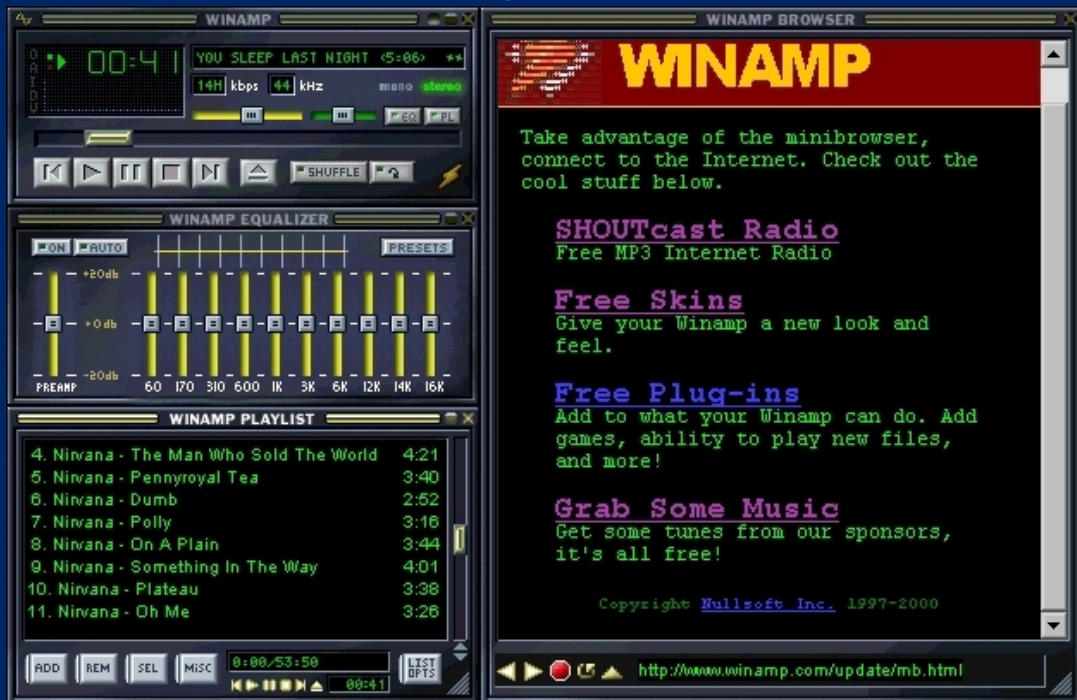 WINAMP
O
A
I
D
V
00:41
YOU SLEEP LAST NIGHT <5:06> **
14H kbps 44 kHz mono stereo
EQ PL
SHUFFLE
WINAMP EQUALIZER
ON AUTO PRESETS
+20db
+0db
-20db
PREAMP 60 170 310 600 1K 3K 6K 12K 14K 16K
WINAMP PLAYLIST
4. Nirvana - The Man Who Sold The World 4:21
5. Nirvana - Pennyroyal Tea 3:40
6. Nirvana - Dumb 2:52
7. Nirvana - Polly 3:16
8. Nirvana - On A Plain 3:44
9. Nirvana - Something In The Way 4:01
10. Nirvana - Plateau 3:38
11. Nirvana - Oh Me 3:26
ADD REM SEL MISC 0:00/53:50 LIST
OPTS
00:41
WINAMP BROWSER
WINAMP
Take advantage of the minibrowser,
connect to the Internet. Check out the
cool stuff below.
SHOUTcast Radio
Free MP3 Internet Radio
Free Skins
Give your Winamp a new look and
feel.
Free Plug-ins
Add to what your Winamp can do. Add
games, ability to play new files,
and more!
Grab Some Music
Get some tunes from our sponsors,
it's all free!
Copyright Nullsoft Inc. 1997-2000
http://www.winamp.com/update/mb.html